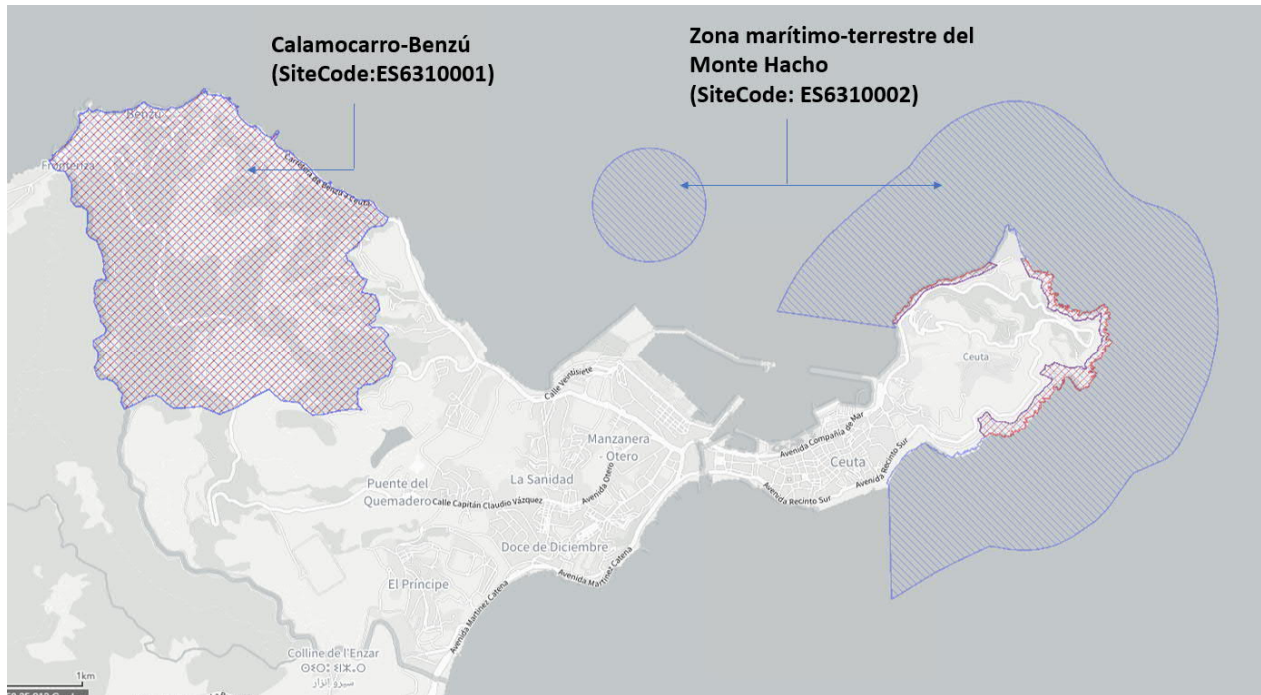 Calamocarro-Benzú
(SiteCode:ES6310001)
Zona marítimo-terrestre del
Monte Hacho
(SiteCode: ES6310002)
Benzú
Frontenza
Carretera de Benzú a Ceuta
Ceuta
Calle Veintisiete
Manzanera
- Otero
Avenida Compañía de Mar
La Sanidad
Avenida Otero
Ceuta
Avenida Recinto Sur
Puente del
Quemadero
Calle Capitán Claudio Vázquez
Avenida Recinto Sur
Doce de Diciembre
El Príncipe
Avenida Martínez Catena
Avenida Martínez Catena
Colline de l'Enzar
سيرو إنزار
1km